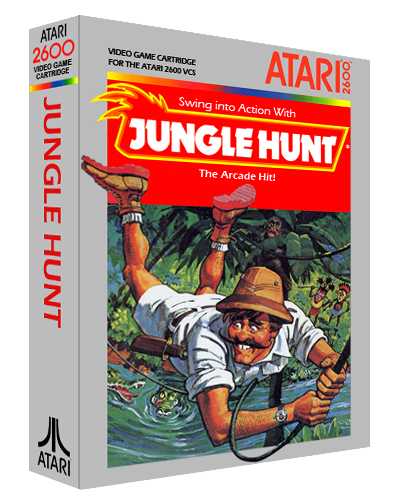 ATARI
2600
VIDEO GAME
CARTRIDGE
JUNGLE HUNT
ATARI
VIDEO GAME CARTRIDGE
FOR THE ATARI 2600 VCS
ATARI
2600™
Swing into Action With
JUNGLE HUNT*
The Arcade Hit!